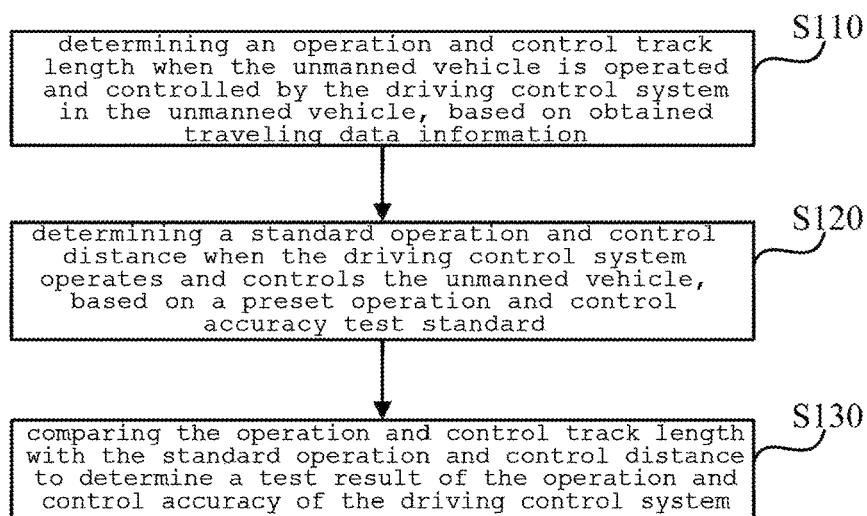 S110
determining an operation and control track
length when the unmanned vehicle is operated
and controlled by the driving control system
in the unmanned vehicle, based on obtained
traveling data information
S120
determining a standard operation and control
distance when the driving control system
operates and controls the unmanned vehicle,
based on a preset operation and control
accuracy test standard
S130
comparing the operation and control track length
with the standard operation and control distance
to determine a test result of the operation and
control accuracy of the driving control system